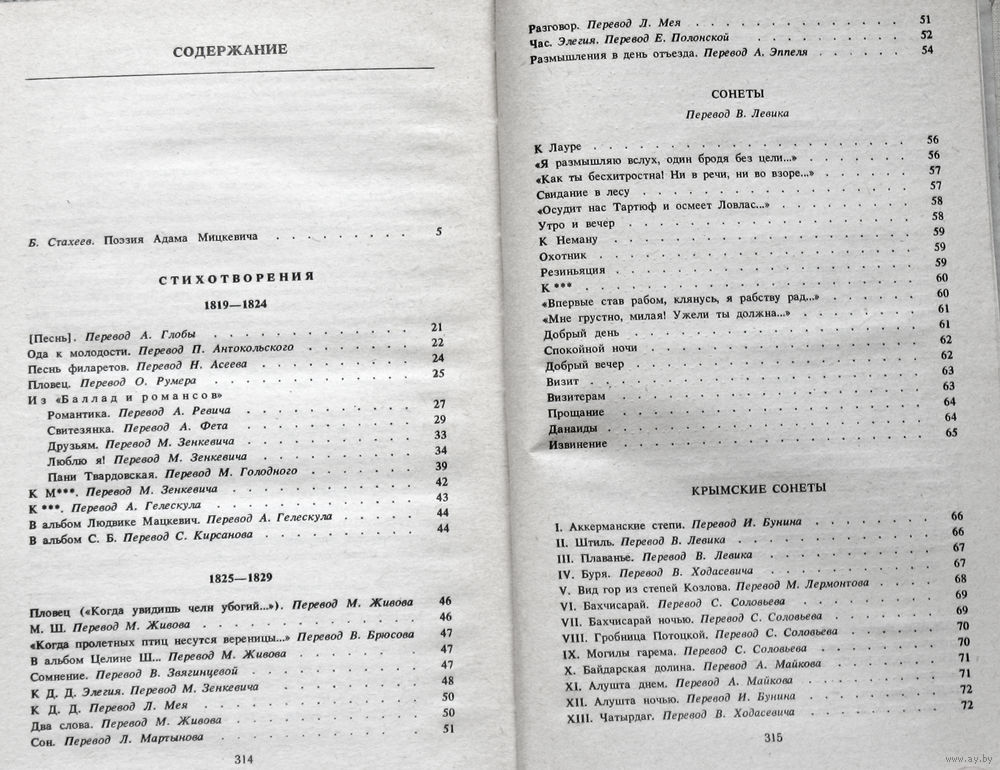 СОДЕРЖАНИЕ
Б. Стахеев. Поэзия Адама Мицкевича . . . . . . . . 5
СТИХОТВОРЕНИЯ
1819—1824
[Песнь]. Перевод А. Глобы . . . . . . . . 21
Ода к молодости. Перевод П. Антокольского . . . . . . . . 22
Песнь филаретов. Перевод Н. Асеева . . . . . . . . 24
Пловец. Перевод О. Румера . . . . . . . . 25
Из «Баллад и романсов»
Романтика. Перевод А. Ревича . . . . . . . . 27
Свитезянка. Перевод А. Фета . . . . . . . . 29
Друзьям. Перевод М. Зенкевича . . . . . . . . 33
Люблю я! Перевод М. Зенкевича . . . . . . . . 34
Пани Твардовская. Перевод М. Голодного . . . . . . . . 39
К М***. Перевод М. Зенкевича . . . . . . . . 42
К ***. Перевод А. Гелескула . . . . . . . . 43
В альбом Людвике Мацкевич. Перевод А. Гелескула . . . . . 44
В альбом С. Б. Перевод С. Кирсанова . . . . . . . . 44
1825—1829
Пловец («Когда увидишь челн убогий...»). Перевод М. Живова 46
М. Ш. Перевод М. Живова . . . . . . . . 46
«Когда пролетных птиц несутся вереницы...» Перевод В. Брюсова 47
В альбом Целине Ш... Перевод М. Живова . . . . . . . . 47
Сомнение. Перевод В. Звягинцевой . . . . . . . . 47
К Д. Д. Элегия. Перевод М. Зенкевича . . . . . . . . 48
К Д. Д. Перевод Л. Мея . . . . . . . . 50
Два слова. Перевод М. Живова . . . . . . . . 50
Сон. Перевод Л. Мартынова . . . . . . . . 51
314
Разговор. Перевод Л. Мея . . . . . . . . 51
Час. Элегия. Перевод Е. Полонской . . . . . . . . 52
Размышления в день отъезда. Перевод А. Эппеля . . . . . . 54
СОНЕТЫ
Перевод В. Левика
К Лауре . . . . . . . . 56
«Я размышляю вслух, один бродя без цели...» . . . . . . 56
«Как ты бесхитростна! Ни в речи, ни во взоре...» . . . . . . 57
Свидание в лесу . . . . . . . . 57
«Осудит нас Тартюф и осмеет Ловлас...» . . . . . . . . 58
Утро и вечер . . . . . . . . 58
К Неману . . . . . . . . 59
Охотник . . . . . . . . 59
Резиньяция . . . . . . . . 59
К *** . . . . . . . . 60
«Впервые став рабом, клянусь, я рабству рад...» . . . . . . 60
«Мне грустно, милая! Ужели ты должна...» . . . . . . . . 61
Добрый день . . . . . . . . 61
Спокойной ночи . . . . . . . . 62
Добрый вечер . . . . . . . . 62
Визит . . . . . . . . 63
Визитерам . . . . . . . . 63
Прощание . . . . . . . . 64
Данаиды . . . . . . . . 64
Извинение . . . . . . . . 65
КРЫМСКИЕ СОНЕТЫ
I. Аккерманские степи. Перевод И. Бунина . . . . . . . . 66
II. Штиль. Перевод В. Левика . . . . . . . . 66
III. Плаванье. Перевод В. Левика . . . . . . . . 67
IV. Буря. Перевод В. Ходасевича . . . . . . . . 67
V. Вид гор из степей Козлова. Перевод М. Лермонтова . . . . 68
VI. Бахчисарай. Перевод С. Соловьева . . . . . . . . 69
VII. Бахчисарай ночью. Перевод С. Соловьева . . . . . . . . 69
VIII. Гробница Потоцкой. Перевод С. Соловьева . . . . . . 70
IX. Могилы гарема. Перевод С. Соловьева . . . . . . . . 70
X. Байдарская долина. Перевод А. Майкова . . . . . . . . 71
XI. Алушта днем. Перевод А. Майкова . . . . . . . . 71
XII. Алушта ночью. Перевод И. Бунина . . . . . . . . 72
XIII. Чатырдаг. Перевод В. Ходасевича . . . . . . . . 72
315
www.ay.by